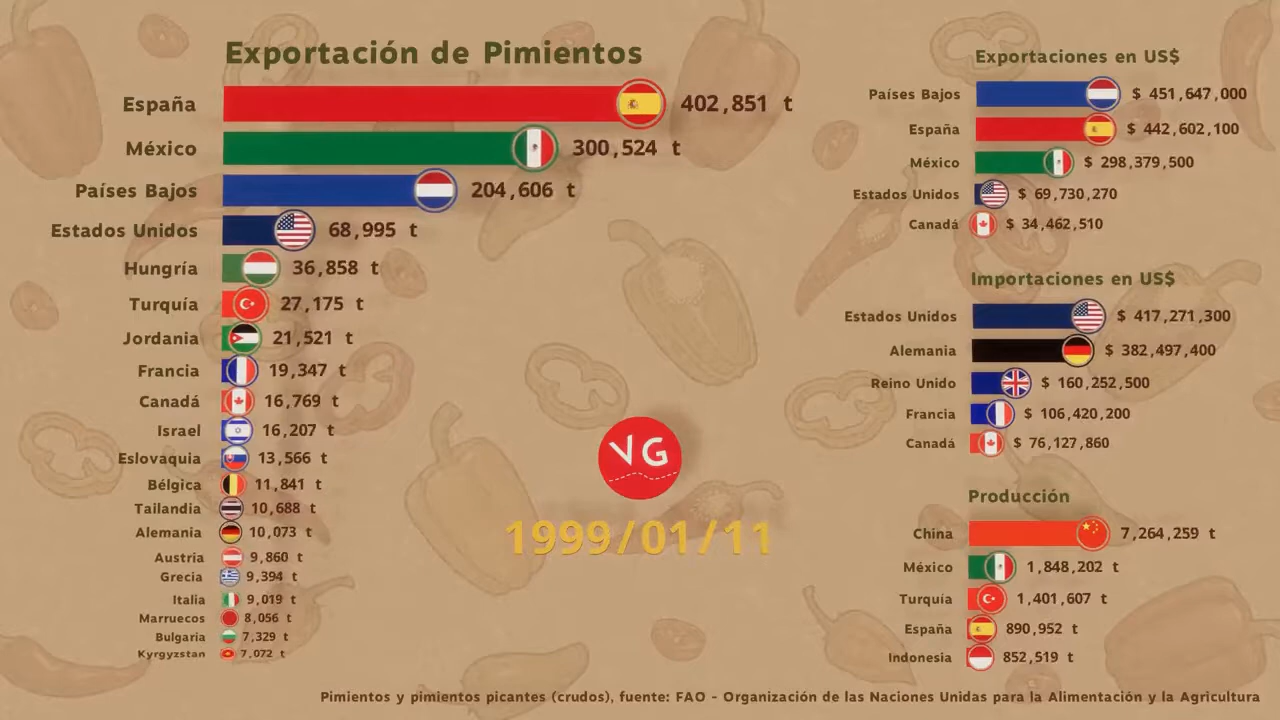 Exportación de Pimientos
España 402,851 t
México 300,524 t
Países Bajos 204,606 t
Estados Unidos 68,995 t
Hungría 36,858 t
Turquía 27,175 t
Jordania 21,521 t
Francia 19,347 t
Canadá 16,769 t
Israel 16,207 t
Eslovaquia 13,566 t
Bélgica 11,841 t
Tailandia 10,688 t
Alemania 10,073 t
Austria 9,860 t
Grecia 9,394 t
Italia 9,019 t
Marruecos 8,056 t
Bulgaria 7,329 t
Kyrgyzstan 7,072 t
VG
1999/01/11
Exportaciones en US$
Países Bajos $ 451,647,000
España $ 442,602,100
México $ 298,379,500
Estados Unidos $ 69,730,270
Canadá $ 34,462,510
Importaciones en US$
Estados Unidos $ 417,271,300
Alemania $ 382,497,400
Reino Unido $ 160,252,500
Francia $ 106,420,200
Canadá $ 76,127,860
Producción
China 7,264,259 t
México 1,848,202 t
Turquía 1,401,607 t
España 890,952 t
Indonesia 852,519 t
Pimientos y pimientos picantes (crudos), fuente: FAO - Organización de las Naciones Unidas para la Alimentación y la Agricultura